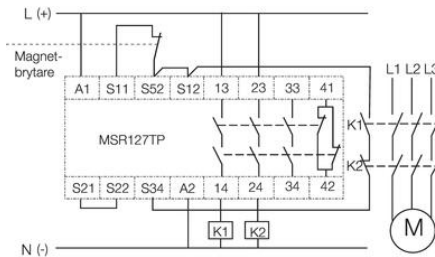 L (+)
Magnet-
brytare
L1 L2 L3
A1 S11 S52 S12 13 23 33 41
K1
MSR127TP
K2
S21 S22 S34 A2 14 24 34 42
K1 K2
M
N (-)